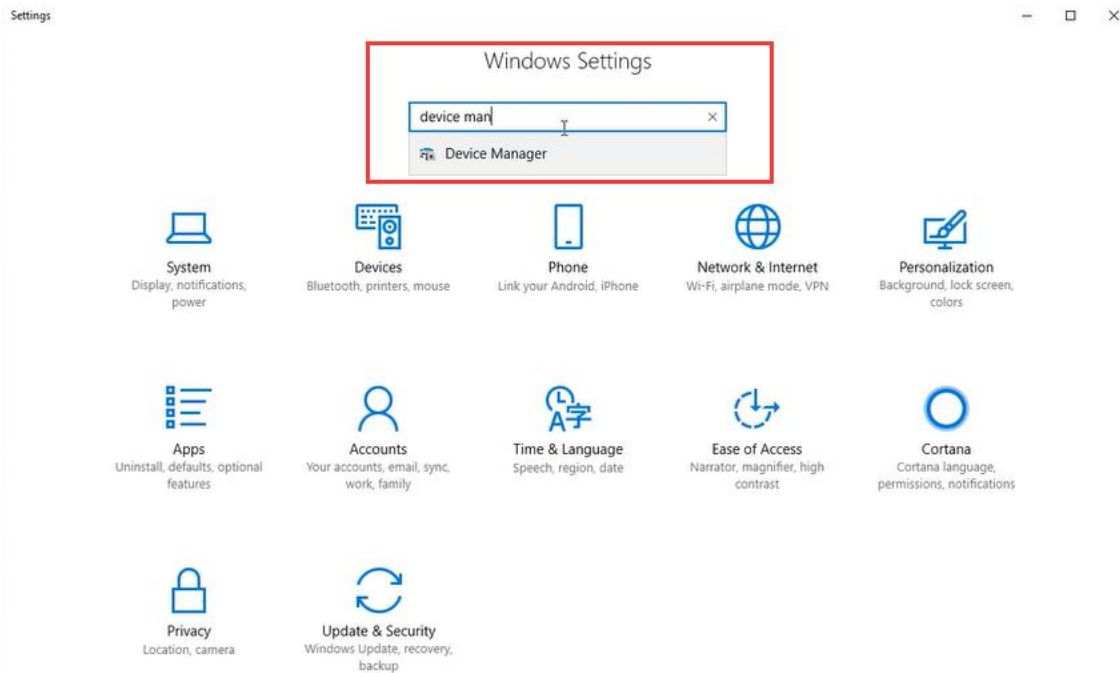 Settings
Windows Settings
device man
Device Manager
System
Display, notifications,
power
Devices
Bluetooth, printers, mouse
Phone
Link your Android, iPhone
Network & Internet
Wi-Fi, airplane mode, VPN
Personalization
Background, lock screen,
colors
Apps
Uninstall, defaults, optional
features
Accounts
Your accounts, email, sync,
work, family
Time & Language
Speech, region, date
Ease of Access
Narrator, magnifier, high
contrast
Cortana
Cortana language,
permissions, notifications
Privacy
Location, camera
Update & Security
Windows Update, recovery,
backup